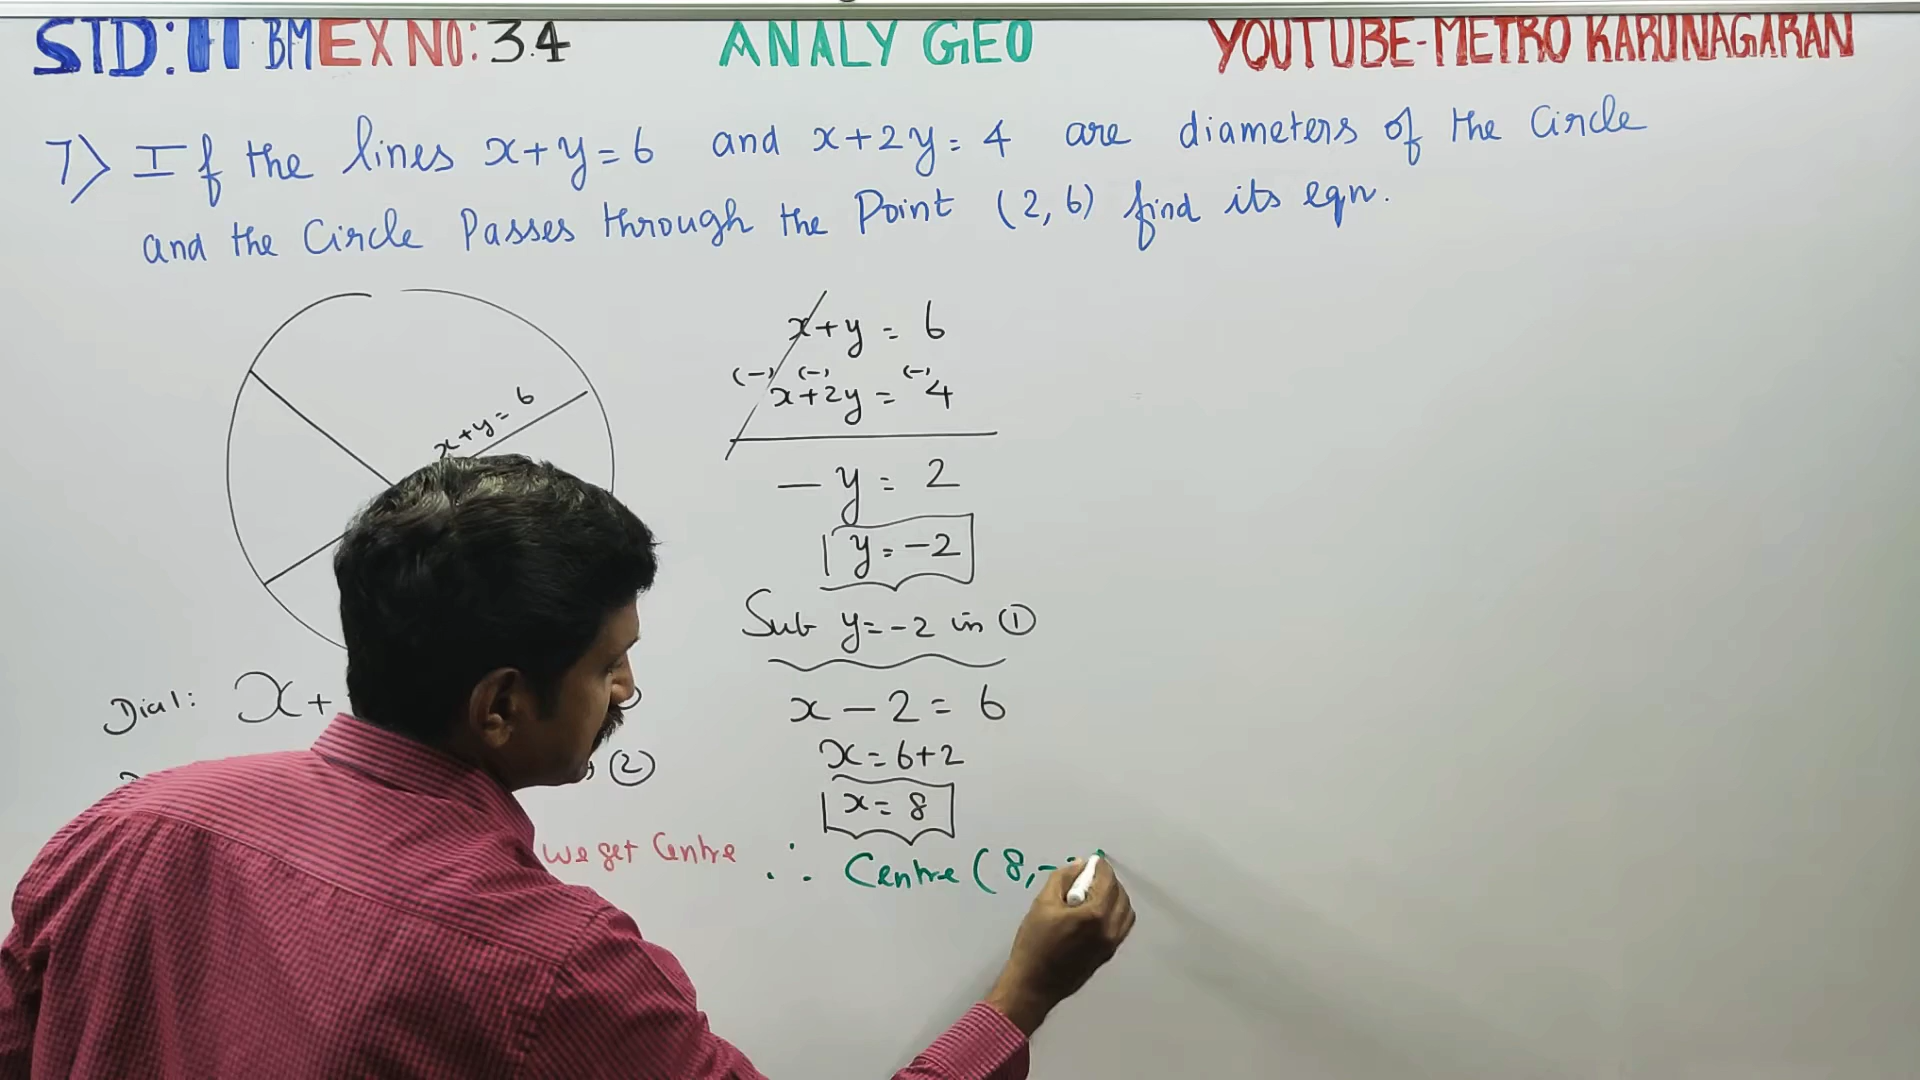 STD: 11 BM EX NO: 3.4 ANALY GEO YOUTUBE-METRO KARUNAGARAN
7) If the lines x+y=6 and x+2y=4 are diameters of the Circle
and the Circle Passes through the Point (2,6) find its eqn.
x+y=6
Dia1: x+
②
we get Centre
x+y = 6
(-) (-) (-)
x+2y = 4
-y = 2
y=-2
Sub y=-2 in ①
x-2=6
x=6+2
x=8
∴ Centre (8,-